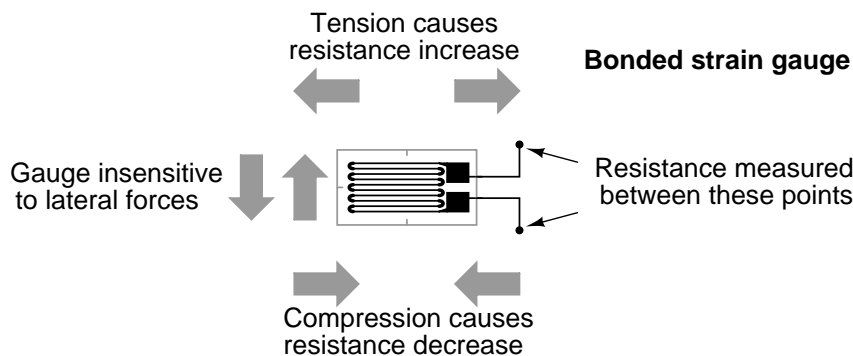 Tension causes
resistance increase
Bonded strain gauge
Gauge insensitive
to lateral forces
Resistance measured
between these points
Compression causes
resistance decrease